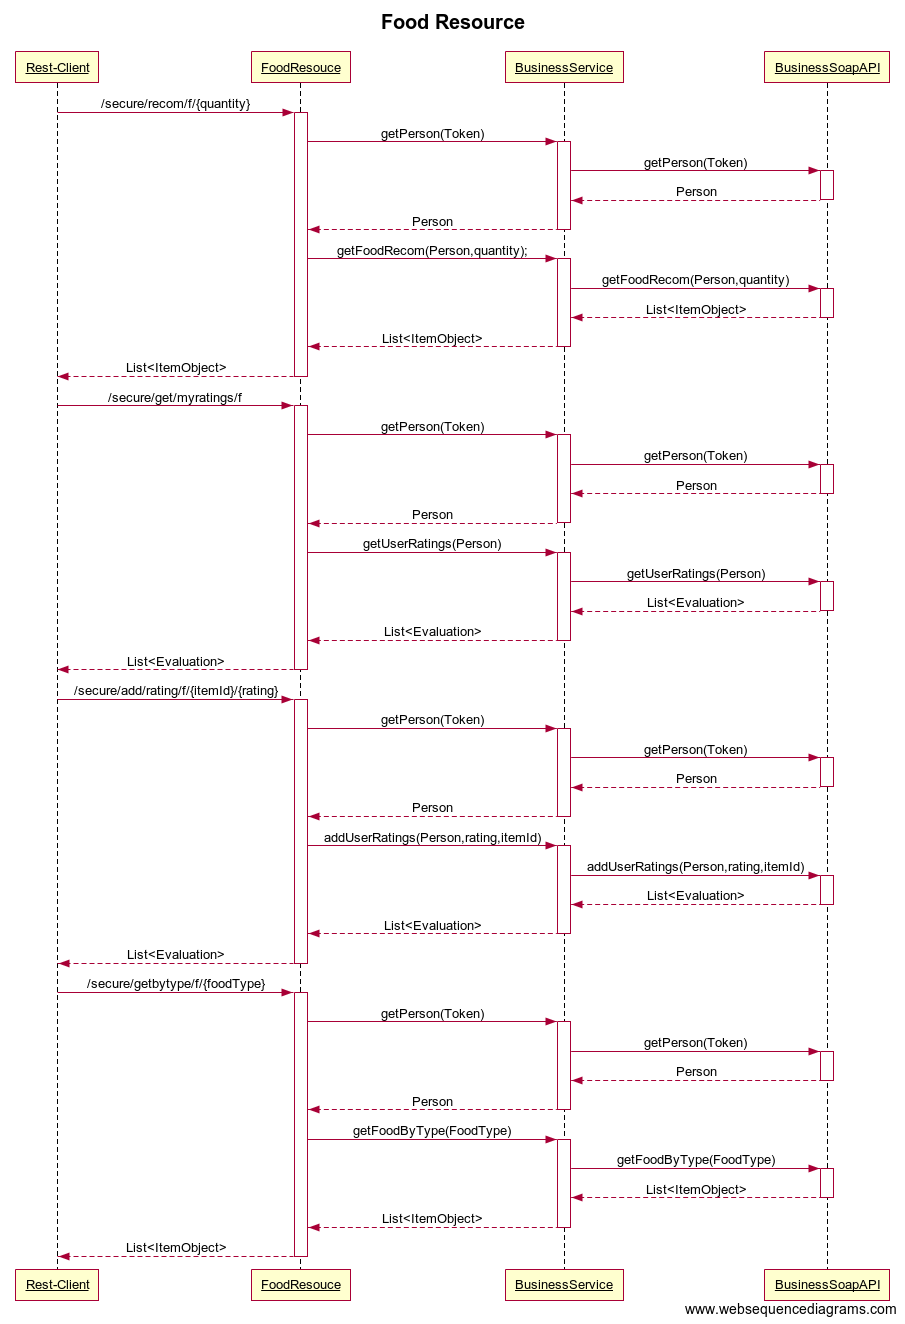 Food Resource
Rest-Client
FoodResouce
BusinessService
BusinessSoapAPI
/secure/recom/f/{quantity}
getPerson(Token)
getPerson(Token)
Person
Person
getFoodRecom(Person,quantity);
getFoodRecom(Person,quantity)
List<ItemObject>
List<ItemObject>
List<ItemObject>
/secure/get/myratings/f
getPerson(Token)
getPerson(Token)
Person
Person
getUserRatings(Person)
getUserRatings(Person)
List<Evaluation>
List<Evaluation>
List<Evaluation>
/secure/add/rating/f/{itemId}/{rating}
getPerson(Token)
getPerson(Token)
Person
Person
addUserRatings(Person,rating,itemId)
addUserRatings(Person,rating,itemId)
List<Evaluation>
List<Evaluation>
List<Evaluation>
/secure/getbytype/f/{foodType}
getPerson(Token)
getPerson(Token)
Person
Person
getFoodByType(FoodType)
getFoodByType(FoodType)
List<ItemObject>
List<ItemObject>
List<ItemObject>
Rest-Client
FoodResouce
BusinessService
BusinessSoapAPI
www.websequencediagrams.com